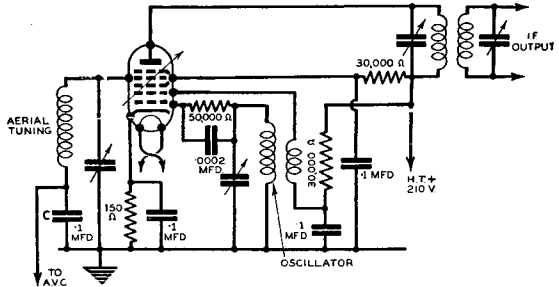 I.F
OUTPUT
30,000 Ω
AERIAL
TUNING
50,000 Ω
.0002
MFD
30,000 Ω
.1 MFD
H.T.+
210 V.
C
.1
MFD
150
Ω
.1
MFD
.1
MFD
OSCILLATOR
TO
A.V.C